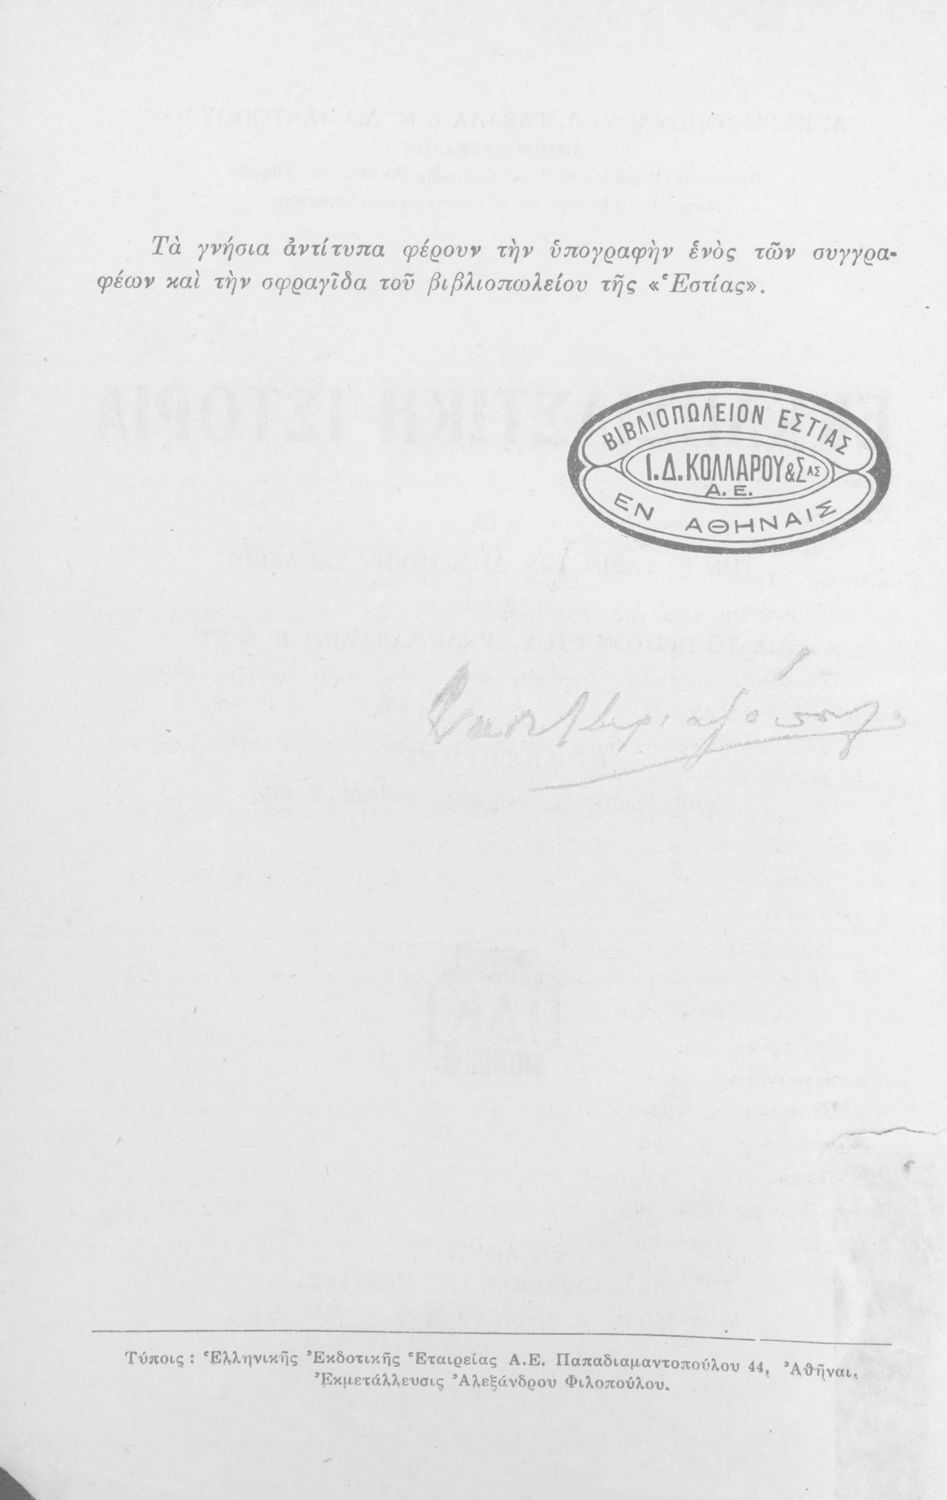 Τὰ γνήσια ἀντίτυπα φέρουν τὴν ὑπογραφὴν ἑνὸς τῶν συγγρα-
φέων καὶ τὴν σφραγῖδα τοῦ βιβλιοπωλείου τῆς «Ἑστίας».
ΒΙΒΛΙΟΠΩΛΕΙΟΝ ΕΣΤΙΑΣ
Ι.Δ.ΚΟΛΛΑΡΟΥ&Σ ΑΣ
Α.Ε.
ΕΝ ΑΘΗΝΑΙΣ
Τύποις : Ἑλληνικῆς Ἐκδοτικῆς Ἑταιρείας Α.Ε. Παπαδιαμαντοπούλου 44, Ἀθῆναι,
Ἐκμετάλλευσις Ἀλεξάνδρου Φιλοπούλου.